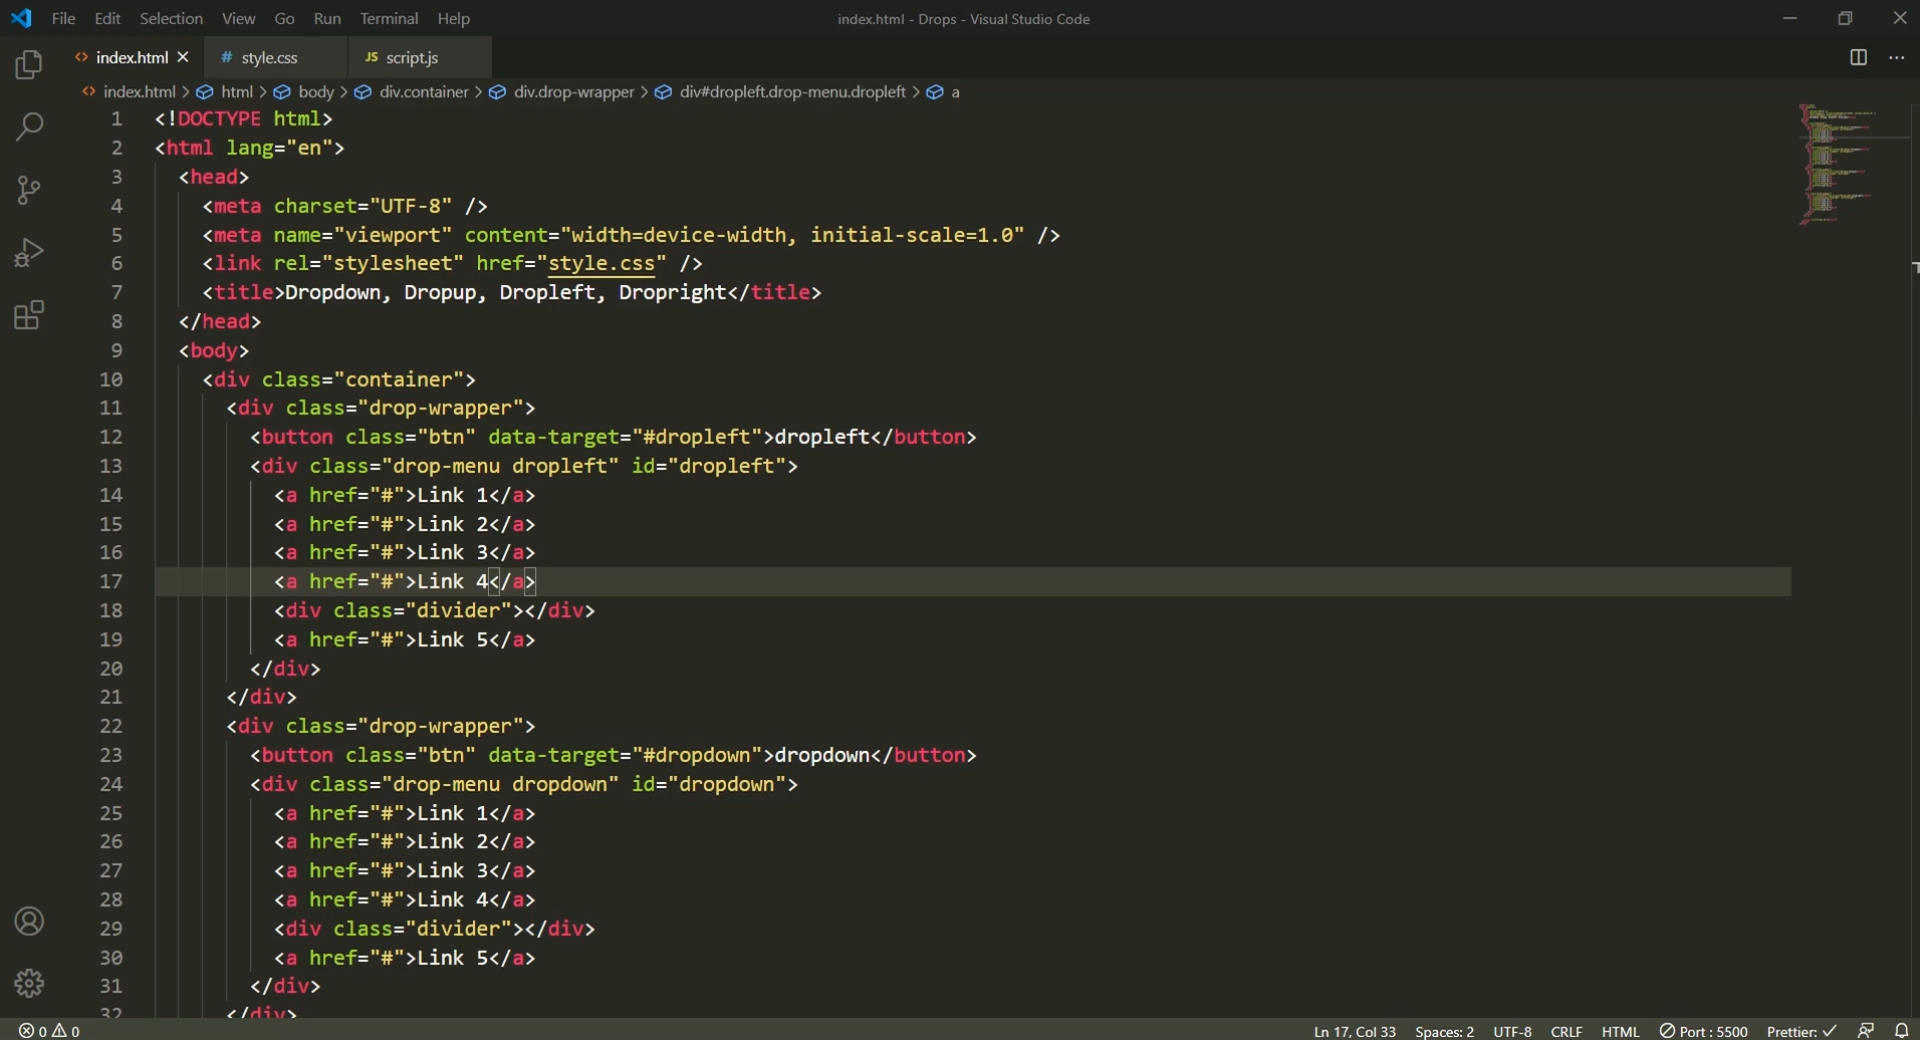 File Edit Selection View Go Run Terminal Help
index.html - Drops - Visual Studio Code
index.html
# style.css
JS script.js
index.html > html > body > div.container > div.drop-wrapper > div#dropleft.drop-menu.dropleft > a
1 <!DOCTYPE html>
2 <html lang="en">
3 <head>
4 <meta charset="UTF-8" />
5 <meta name="viewport" content="width=device-width, initial-scale=1.0" />
6 <link rel="stylesheet" href="style.css" />
7 <title>Dropdown, Dropup, Dropleft, Dropright</title>
8 </head>
9 <body>
10 <div class="container">
11 <div class="drop-wrapper">
12 <button class="btn" data-target="#dropleft">dropleft</button>
13 <div class="drop-menu dropleft" id="dropleft">
14 <a href="#">Link 1</a>
15 <a href="#">Link 2</a>
16 <a href="#">Link 3</a>
17 <a href="#">Link 4</a>
18 <div class="divider"></div>
19 <a href="#">Link 5</a>
20 </div>
21 </div>
22 <div class="drop-wrapper">
23 <button class="btn" data-target="#dropdown">dropdown</button>
24 <div class="drop-menu dropdown" id="dropdown">
25 <a href="#">Link 1</a>
26 <a href="#">Link 2</a>
27 <a href="#">Link 3</a>
28 <a href="#">Link 4</a>
29 <div class="divider"></div>
30 <a href="#">Link 5</a>
31 </div>
32 </div>
0 0 Ln 17, Col 33 Spaces: 2 UTF-8 CRLF HTML Port : 5500 Prettier: ✓